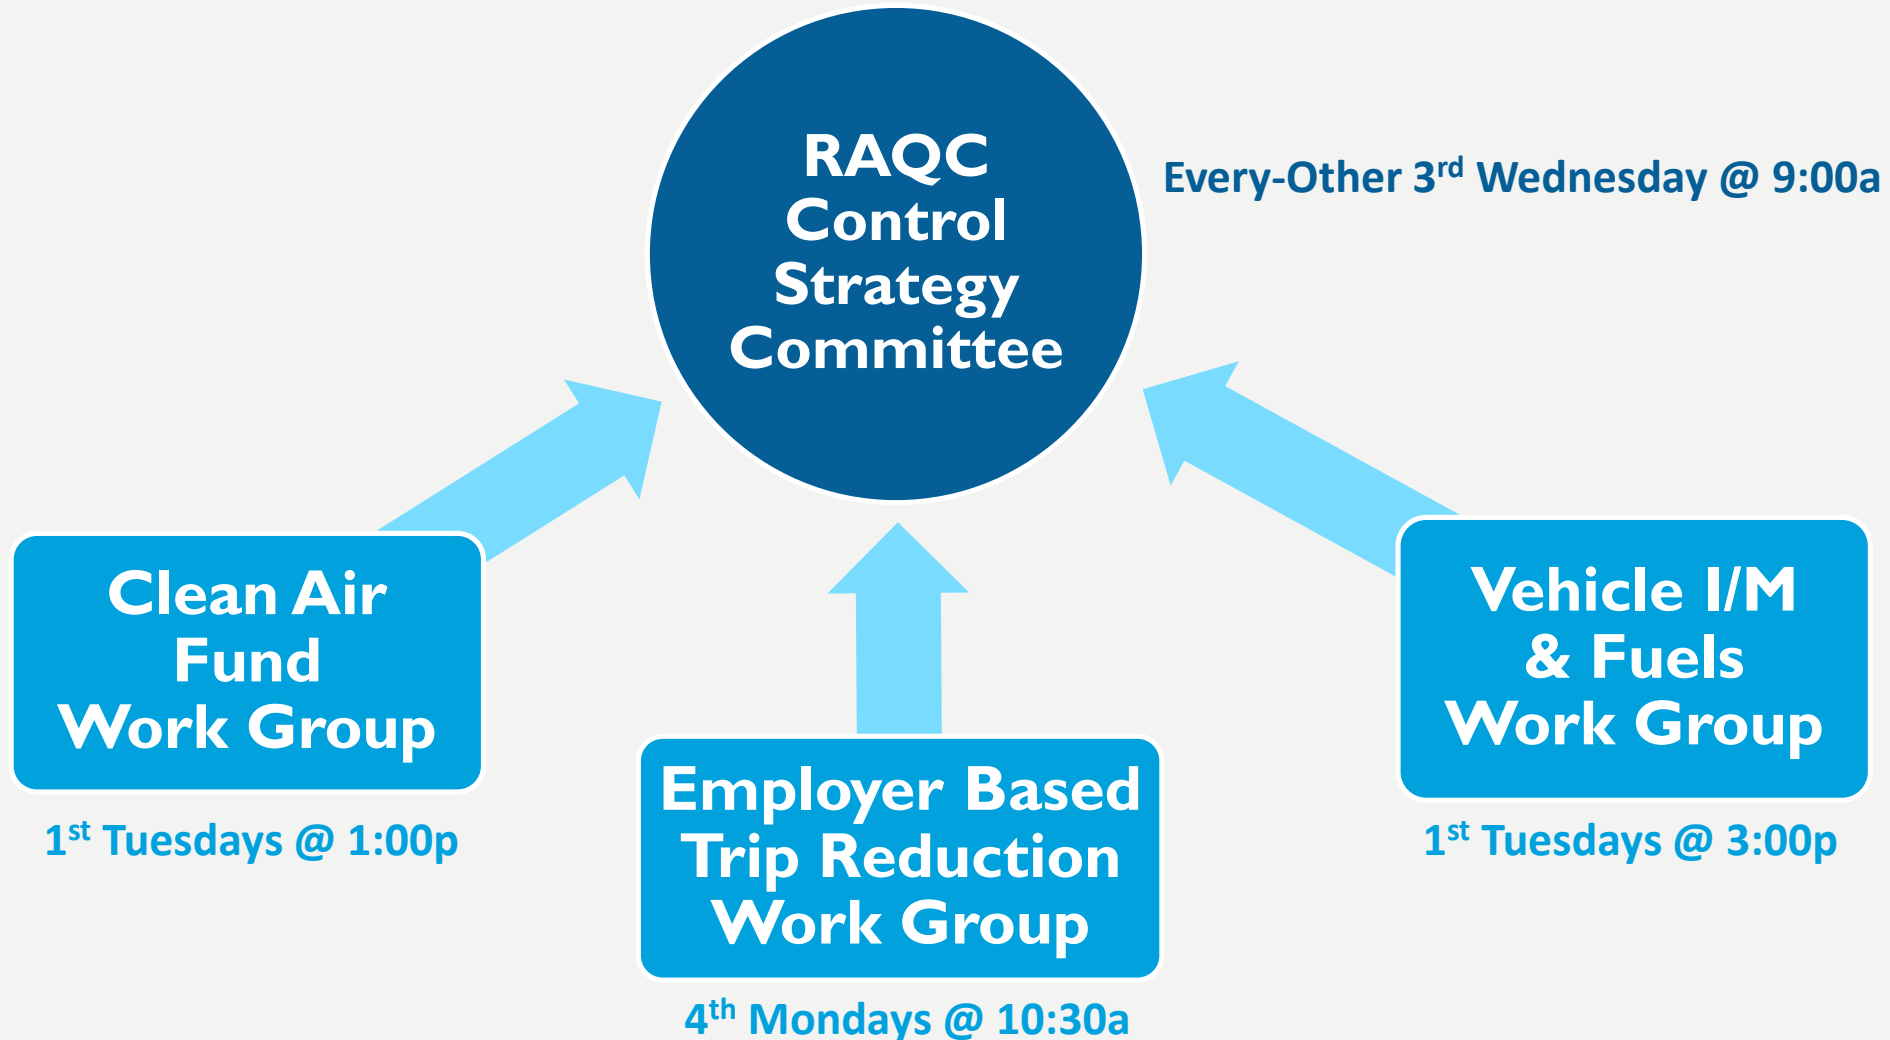 RAQC
Control
Strategy
Committee
Every-Other 3rd Wednesday @ 9:00a
Clean Air
Fund
Work Group
1st Tuesdays @ 1:00p
Employer Based
Trip Reduction
Work Group
4th Mondays @ 10:30a
Vehicle I/M
& Fuels
Work Group
1st Tuesdays @ 3:00p